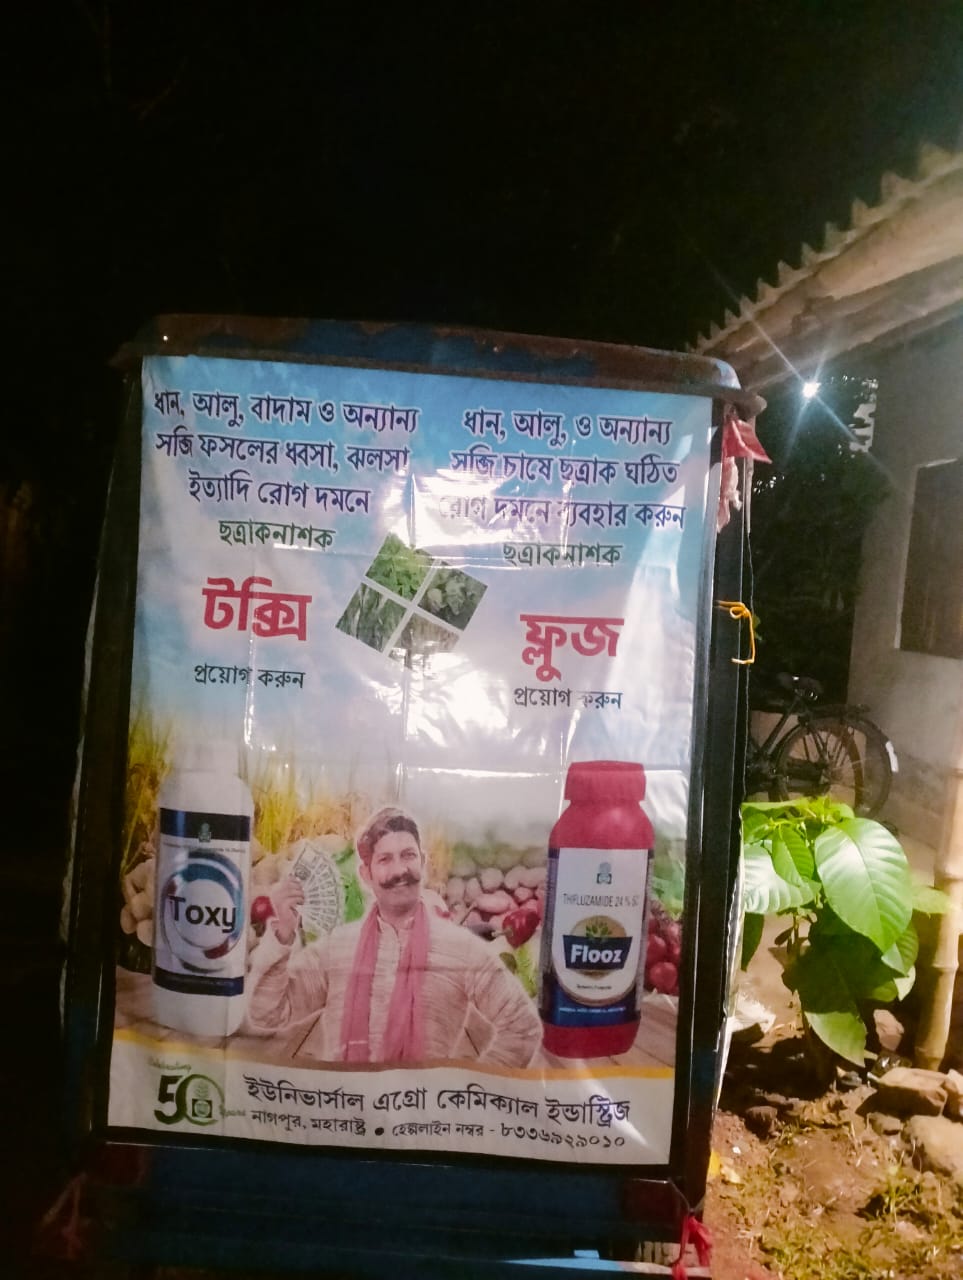 ধান, আলু, বাদাম ও অন্যান্য
সব্জি ফসলের ধ্বসা, ঝলসা
ইত্যাদি রোগ দমনে
ছত্রাকনাশক
টক্সি
প্রয়োগ করুন
ধান, আলু, ও অন্যান্য
সব্জি চাষে ছত্রাক ঘঠিত
রোগ দমনে ব্যবহার করুন
ছত্রাকনাশক
ফ্লুজ
প্রয়োগ করুন
Toxy
THIFLUZAMIDE 24 % SC
Flooz
50
ইউনিভার্সাল এগ্রো কেমিক্যাল ইন্ডাস্ট্রিজ
নাগপুর, মহারাষ্ট্র ● হেল্পলাইন নম্বর - ৮৩৩৬৯২৯০১০